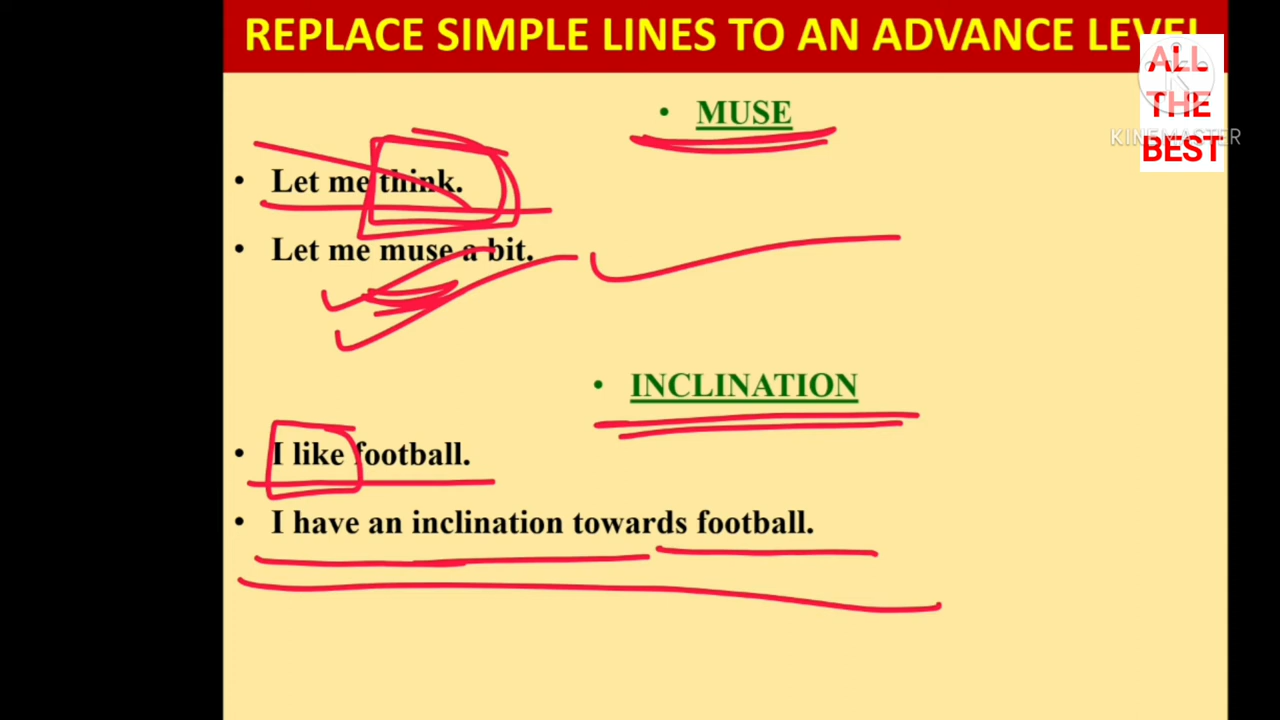 REPLACE SIMPLE LINES TO AN ADVANCE LEVEL
ALL
THE
BEST
KINEMASTER
• MUSE
• Let me think.
• Let me muse a bit.
• INCLINATION
• I like football.
• I have an inclination towards football.